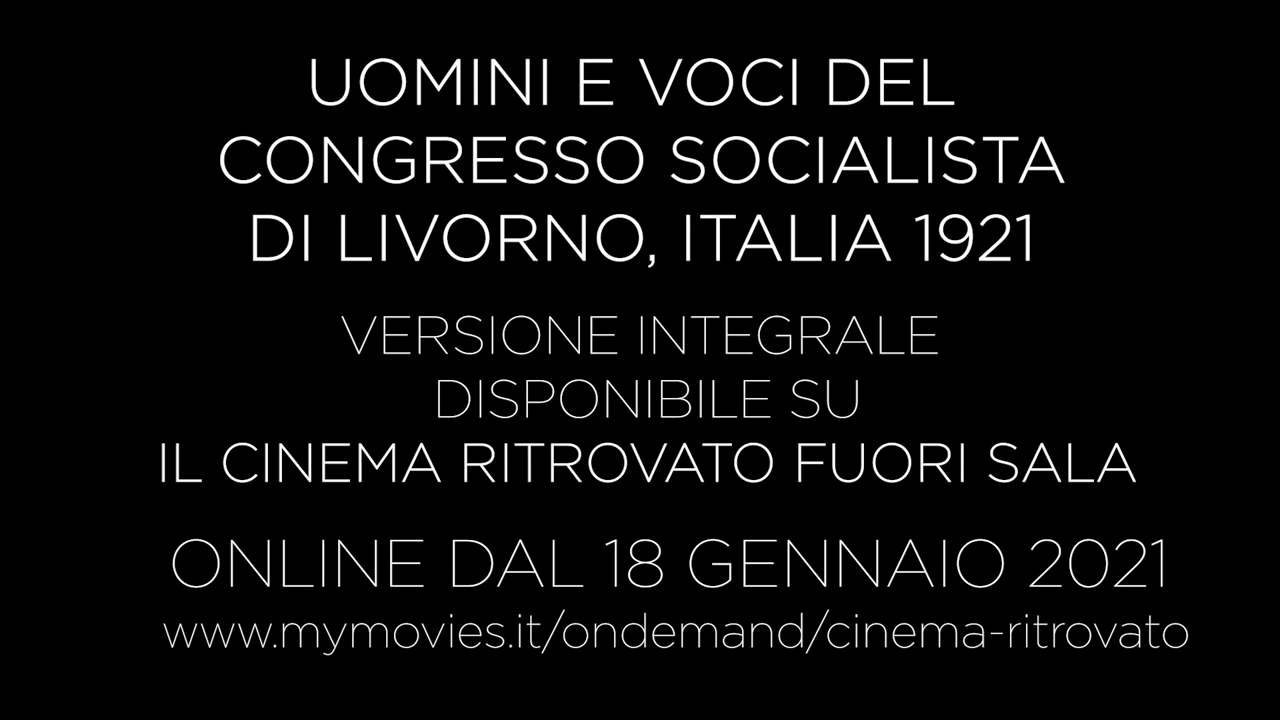 UOMINI E VOCI DEL
CONGRESSO SOCIALISTA
DI LIVORNO, ITALIA 1921
VERSIONE INTEGRALE
DISPONIBILE SU
IL CINEMA RITROVATO FUORI SALA
ONLINE DAL 18 GENNAIO 2021
www.mymovies.it/ondemand/cinema-ritrovato